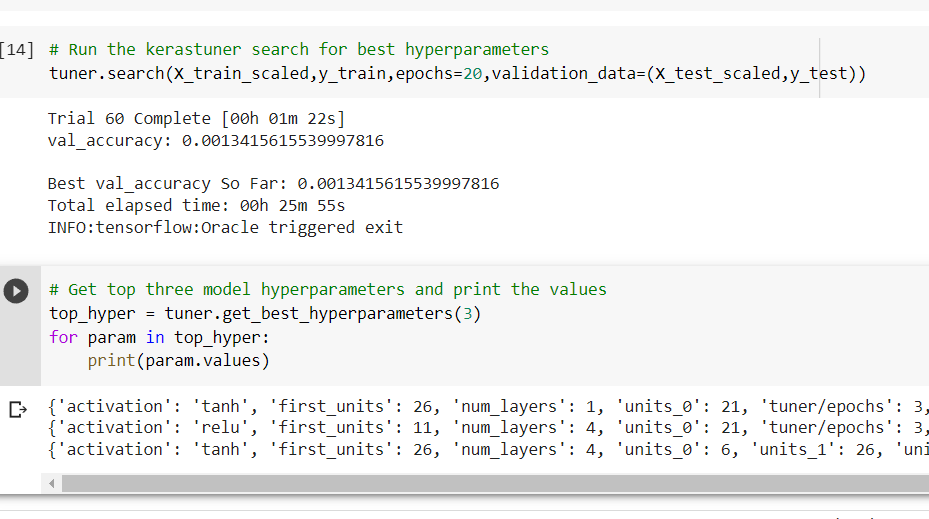 [14] # Run the kerastuner search for best hyperparameters
tuner.search(X_train_scaled,y_train,epochs=20,validation_data=(X_test_scaled,y_test))
Trial 60 Complete [00h 01m 22s]
val_accuracy: 0.0013415615539997816
Best val_accuracy So Far: 0.0013415615539997816
Total elapsed time: 00h 25m 55s
INFO:tensorflow:Oracle triggered exit
# Get top three model hyperparameters and print the values
top_hyper = tuner.get_best_hyperparameters(3)
for param in top_hyper:
print(param.values)
{'activation': 'tanh', 'first_units': 26, 'num_layers': 1, 'units_0': 21, 'tuner/epochs': 3,
{'activation': 'relu', 'first_units': 11, 'num_layers': 4, 'units_0': 21, 'tuner/epochs': 3,
{'activation': 'tanh', 'first_units': 26, 'num_layers': 4, 'units_0': 6, 'units_1': 26, 'uni